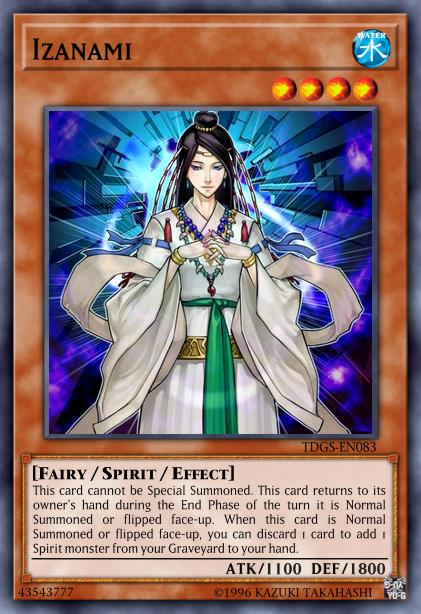 IZANAMI
WATER
水
TDGS-EN083
[FAIRY / SPIRIT / EFFECT]
This card cannot be Special Summoned. This card returns to its
owner's hand during the End Phase of the turn it is Normal
Summoned or flipped face-up. When this card is Normal
Summoned or flipped face-up, you can discard 1 card to add 1
Spirit monster from your Graveyard to your hand.
ATK/1100 DEF/1800
43543777
©1996 KAZUKI TAKAHASHI